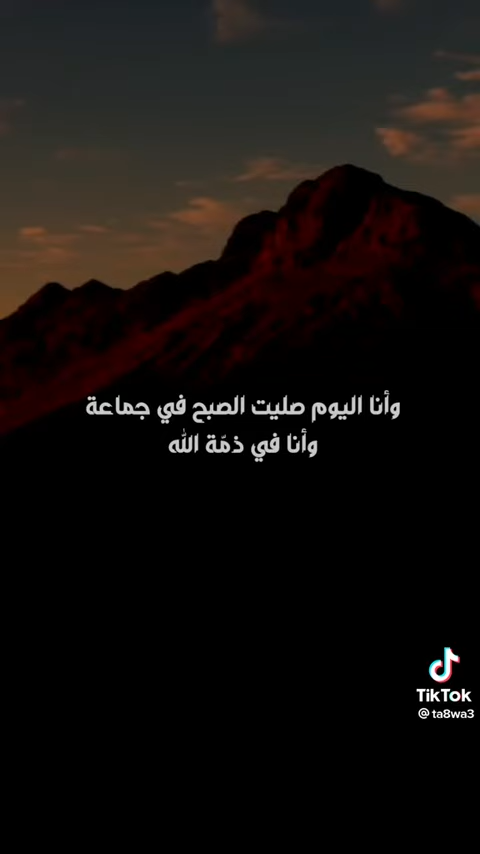 وأنا اليوم صليت الصبح في جماعة
وأنا في ذمّة الله
TikTok
@ta8wa3